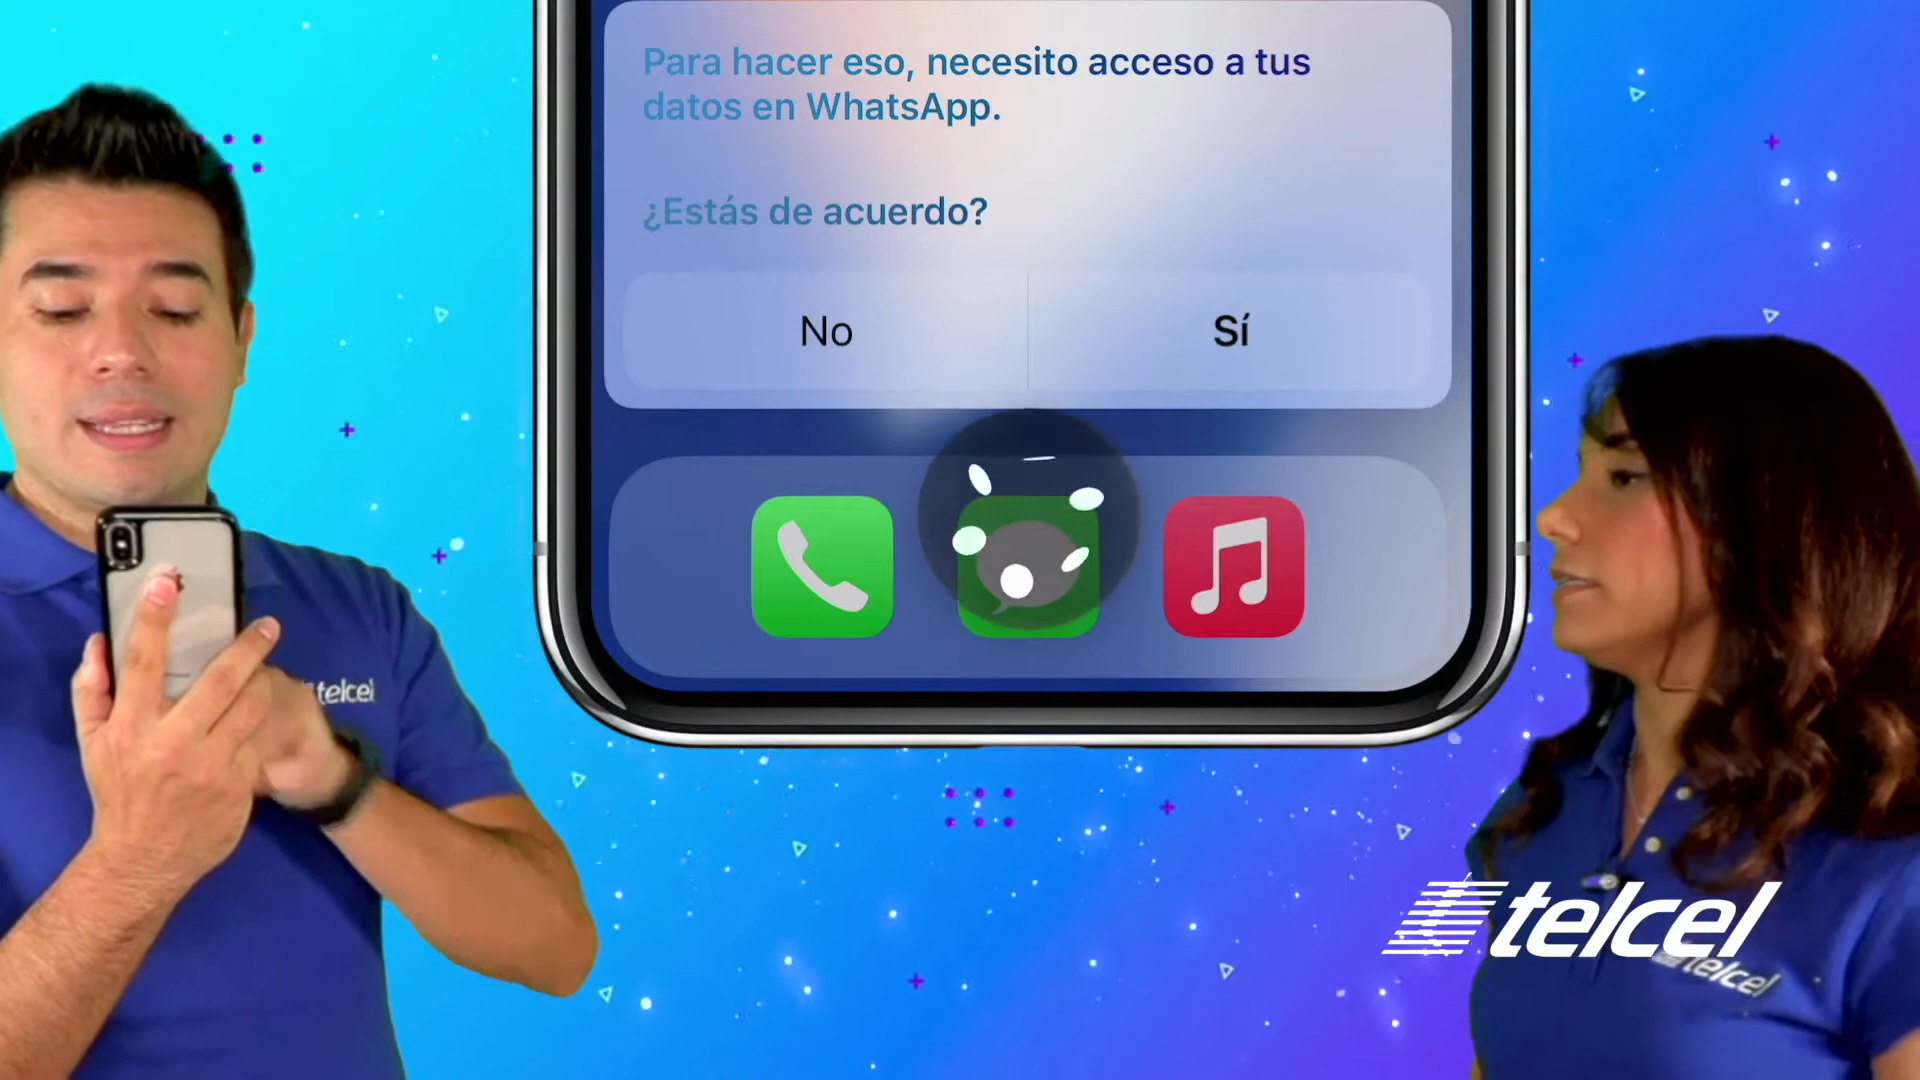 Para hacer eso, necesito acceso a tus
datos en WhatsApp.
¿Estás de acuerdo?
No
Sí
telcel
telcel
telcel